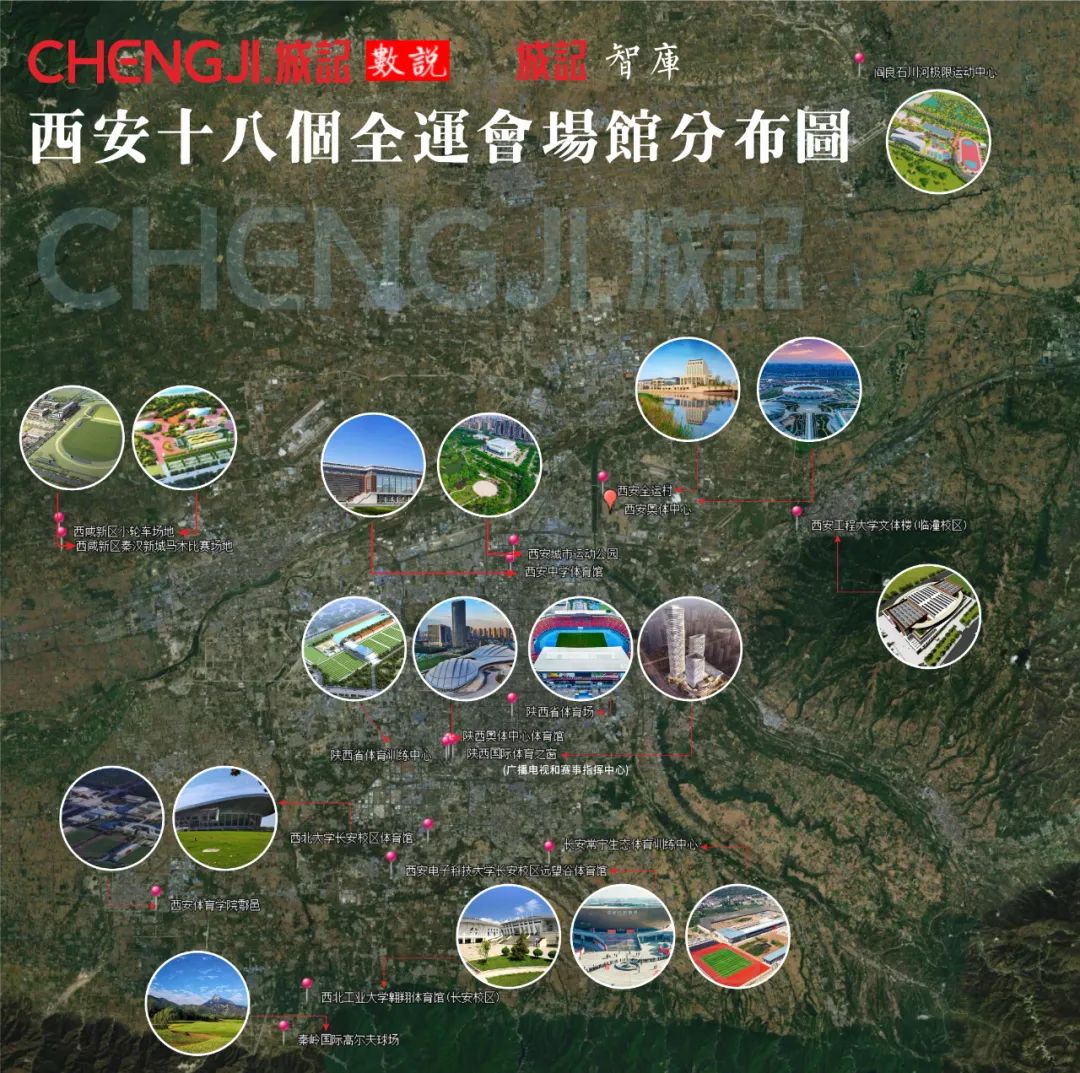 CHENGJI.城記 數説 城記 智庫
西安十八個全運會場館分布圖
CHENGJI 城記
阎良石川河极限运动中心
西咸新区小轮车场地
西咸新区秦汉新城马术比赛场地
西安全运村
西安奥体中心
西安工程大学文体楼(临潼校区)
西安城市运动公园
西安中学体育馆
陕西省体育场
陕西省体育训练中心
陕西奥体中心体育馆
陕西国际体育之窗
(广播电视和赛事指挥中心)
西北大学长安校区体育馆
长安常宁生态体育训练中心
西安电子科技大学长安校区远望谷体育馆
西安体育学院鄠邑
西北工业大学翱翔体育馆(长安校区)
秦岭国际高尔夫球场